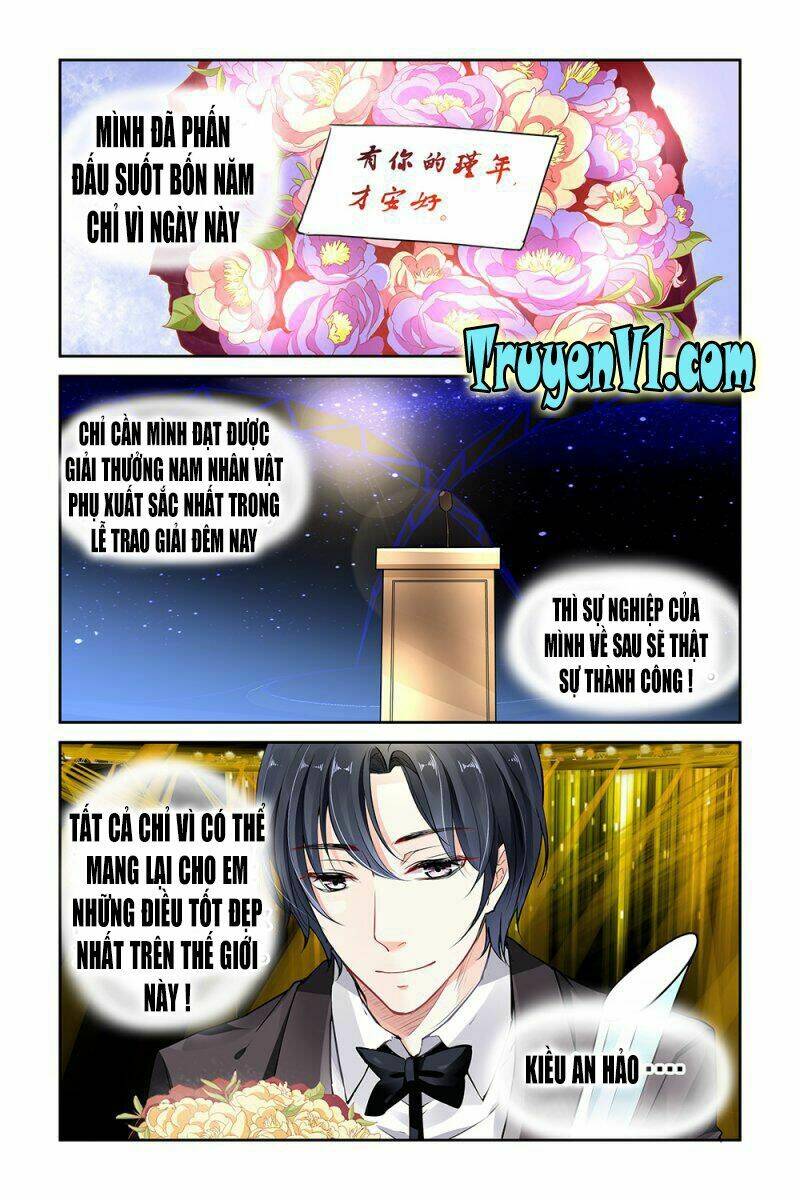 MÌNH ĐÃ PHẤN
ĐẤU SUỐT BỐN NĂM
CHỈ VÌ NGÀY NÀY
有你的瑾年,
才安好。
TruyenV1.com
CHỈ CẦN MÌNH ĐẠT ĐƯỢC
GIẢI THƯỞNG NAM NHÂN VẬT
PHỤ XUẤT SẮC NHẤT TRONG
LỄ TRAO GIẢI ĐÊM NAY
THÌ SỰ NGHIỆP CỦA
MÌNH VỀ SAU SẼ THẬT
SỰ THÀNH CÔNG !
TẤT CẢ CHỈ VÌ CÓ THỂ
MANG LẠI CHO EM
NHỮNG ĐIỀU TỐT ĐẸP
NHẤT TRÊN THẾ GIỚI
NÀY !
KIỀU AN HẢO ····